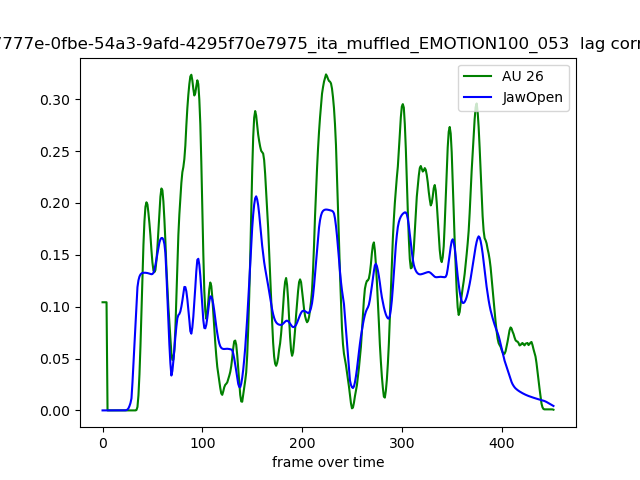 7777e-0fbe-54a3-9afd-4295f70e7975_ita_muffled_EMOTION100_053 lag corr
AU 26
JawOpen
0.30
0.25
0.20
0.15
0.10
0.05
0.00
0 100 200 300 400
frame over time